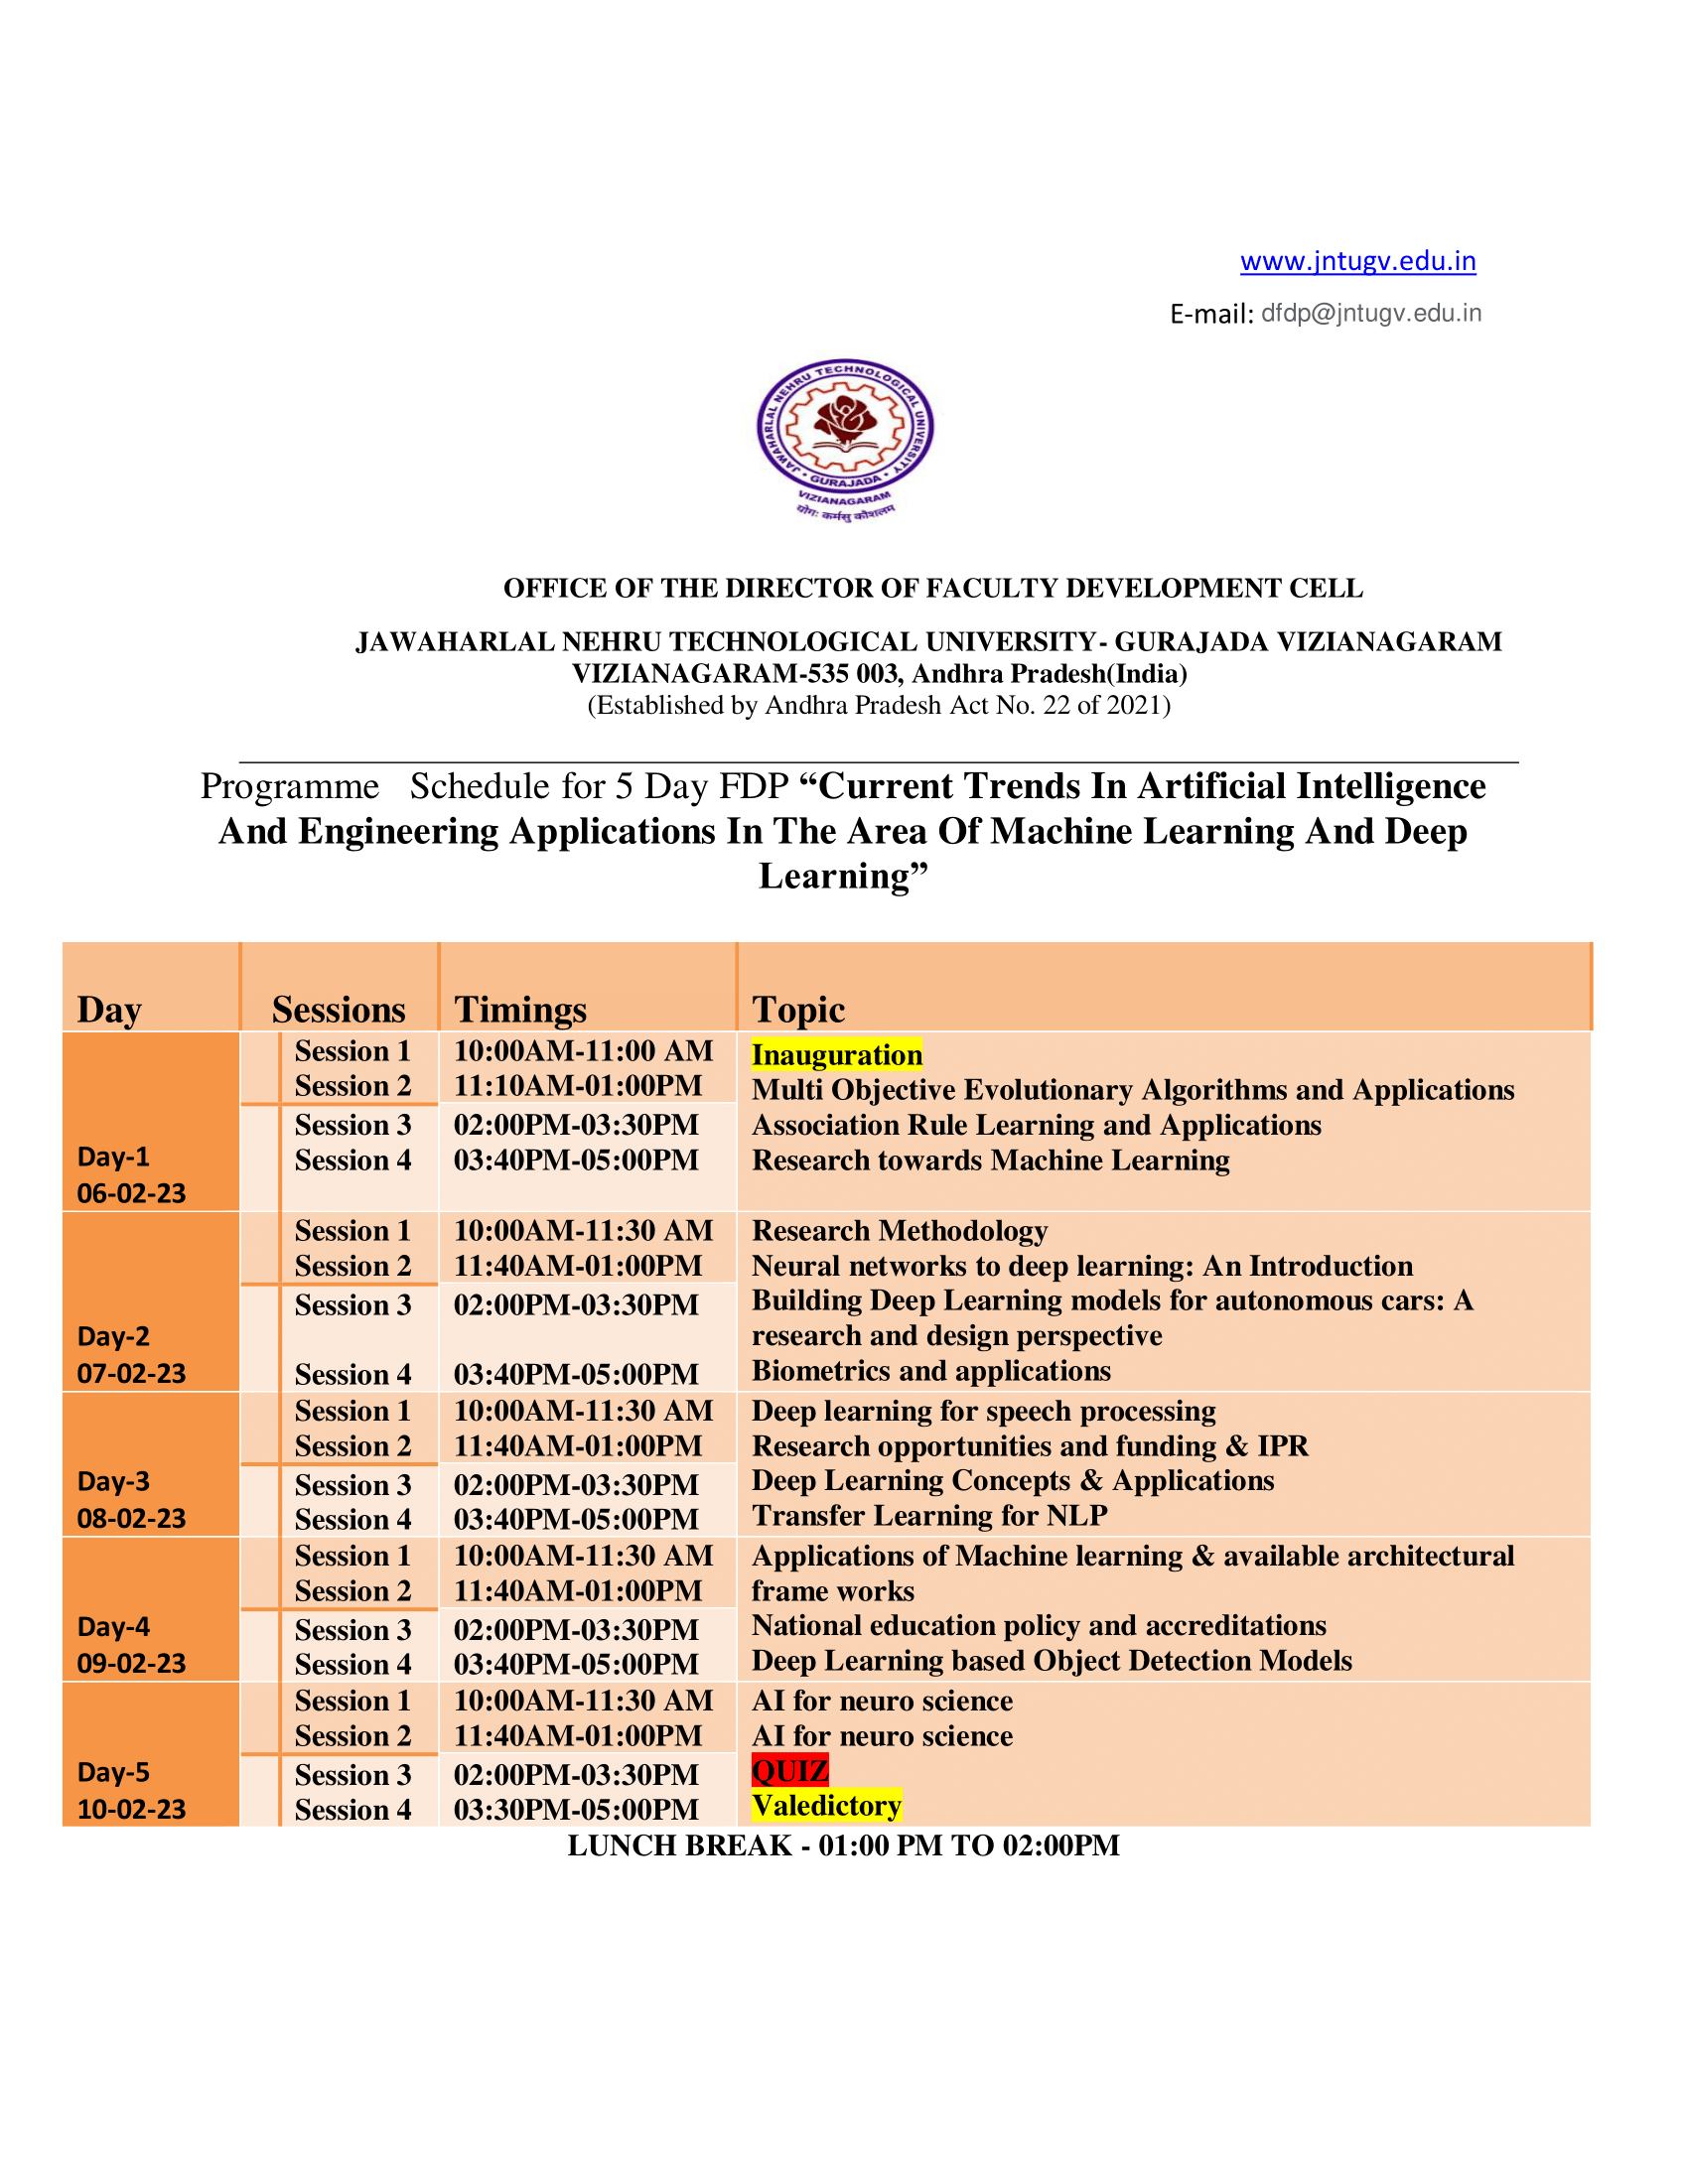 www.jntugv.edu.in
E-mail: dfdp@jntugv.edu.in
JAWAHARLAL NEHRU TECHNOLOGICAL UNIVERSITY
• GURAJADA •
VIZIANAGARAM
योगः कर्मसु कौशलम
OFFICE OF THE DIRECTOR OF FACULTY DEVELOPMENT CELL
JAWAHARLAL NEHRU TECHNOLOGICAL UNIVERSITY- GURAJADA VIZIANAGARAM
VIZIANAGARAM-535 003, Andhra Pradesh(India)
(Established by Andhra Pradesh Act No. 22 of 2021)
Programme Schedule for 5 Day FDP “Current Trends In Artificial Intelligence
And Engineering Applications In The Area Of Machine Learning And Deep
Learning”
Day Sessions Timings Topic
Session 1 10:00AM-11:00 AM Inauguration
Session 2 11:10AM-01:00PM Multi Objective Evolutionary Algorithms and Applications
Session 3 02:00PM-03:30PM Association Rule Learning and Applications
Day-1 Session 4 03:40PM-05:00PM Research towards Machine Learning
06-02-23
Session 1 10:00AM-11:30 AM Research Methodology
Session 2 11:40AM-01:00PM Neural networks to deep learning: An Introduction
Session 3 02:00PM-03:30PM Building Deep Learning models for autonomous cars: A
Day-2 research and design perspective
07-02-23 Session 4 03:40PM-05:00PM Biometrics and applications
Session 1 10:00AM-11:30 AM Deep learning for speech processing
Session 2 11:40AM-01:00PM Research opportunities and funding & IPR
Day-3 Session 3 02:00PM-03:30PM Deep Learning Concepts & Applications
08-02-23 Session 4 03:40PM-05:00PM Transfer Learning for NLP
Session 1 10:00AM-11:30 AM Applications of Machine learning & available architectural
Session 2 11:40AM-01:00PM frame works
Day-4 Session 3 02:00PM-03:30PM National education policy and accreditations
09-02-23 Session 4 03:40PM-05:00PM Deep Learning based Object Detection Models
Session 1 10:00AM-11:30 AM AI for neuro science
Session 2 11:40AM-01:00PM AI for neuro science
Day-5 Session 3 02:00PM-03:30PM QUIZ
10-02-23 Session 4 03:30PM-05:00PM Valedictory
LUNCH BREAK - 01:00 PM TO 02:00PM